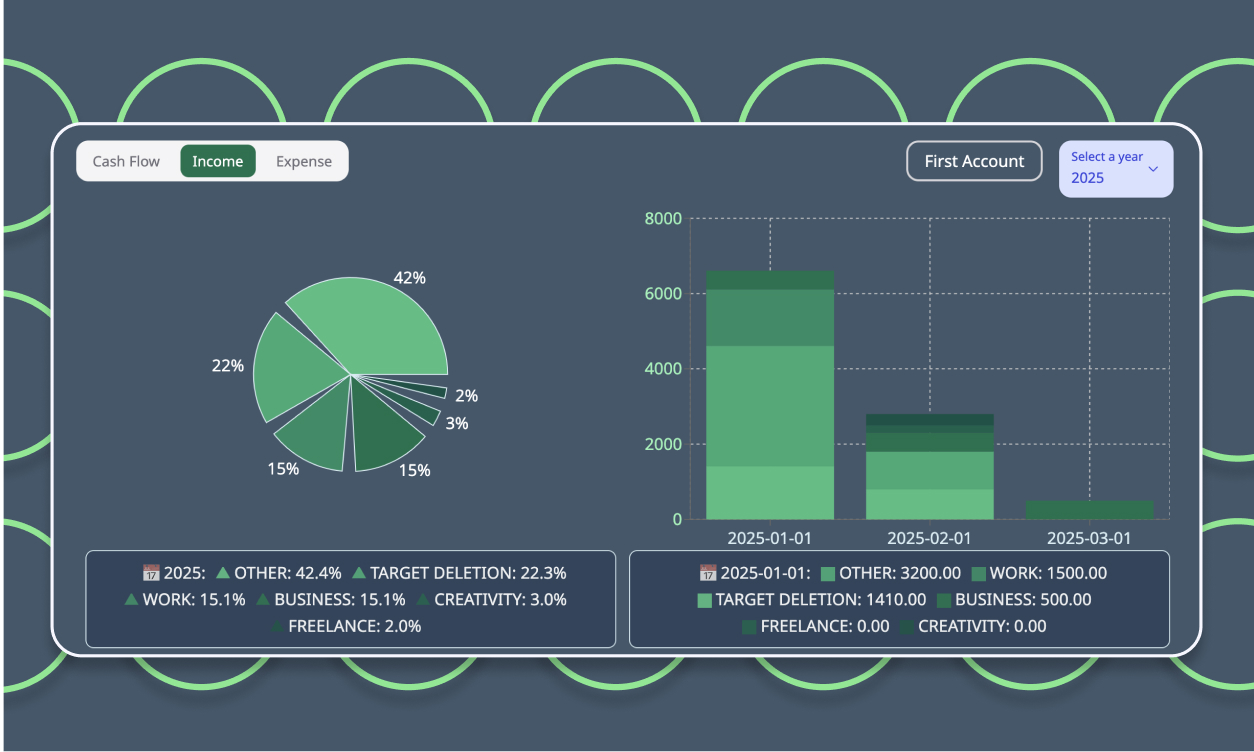 Cash Flow Income Expense
First Account
Select a year
2025
42%
22%
2%
3%
15%
15%
8000
6000
4000
2000
0
2025-01-01 2025-02-01 2025-03-01
17 2025: OTHER: 42.4% TARGET DELETION: 22.3%
WORK: 15.1% BUSINESS: 15.1% CREATIVITY: 3.0%
FREELANCE: 2.0%
17 2025-01-01: OTHER: 3200.00 WORK: 1500.00
TARGET DELETION: 1410.00 BUSINESS: 500.00
FREELANCE: 0.00 CREATIVITY: 0.00